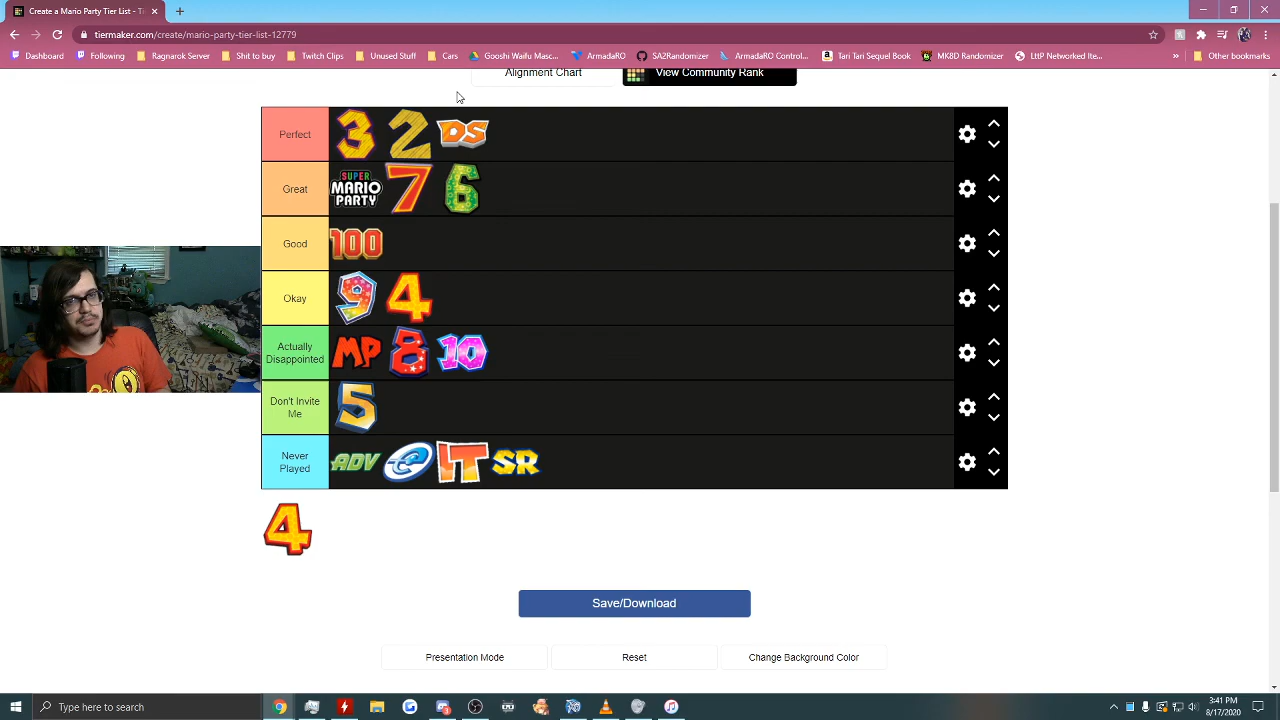 Create a Mario Party Tier List - Ti
tiermaker.com/create/mario-party-tier-list-12779
Dashboard
Following
Ragnarok Server
Shit to buy
Twitch Clips
Unused Stuff
Cars
Gooshi Waifu Masc...
ArmadaRO
SA2Randomizer
ArmadaRO Control...
Tari Tari Sequel Book
MK8D Randomizer
LttP Networked Ite...
»
Other bookmarks
Alignment Chart
View Community Rank
Perfect
3 2 DS
Great
SUPER MARIO PARTY 7 6
Good
100
Okay
9 4
Actually Disappointed
MP 8 10
Don't Invite Me
5
Never Played
ADV e IT SR
4
Save/Download
Presentation Mode
Reset
Change Background Color
Type here to search
3:41 PM
8/17/2020